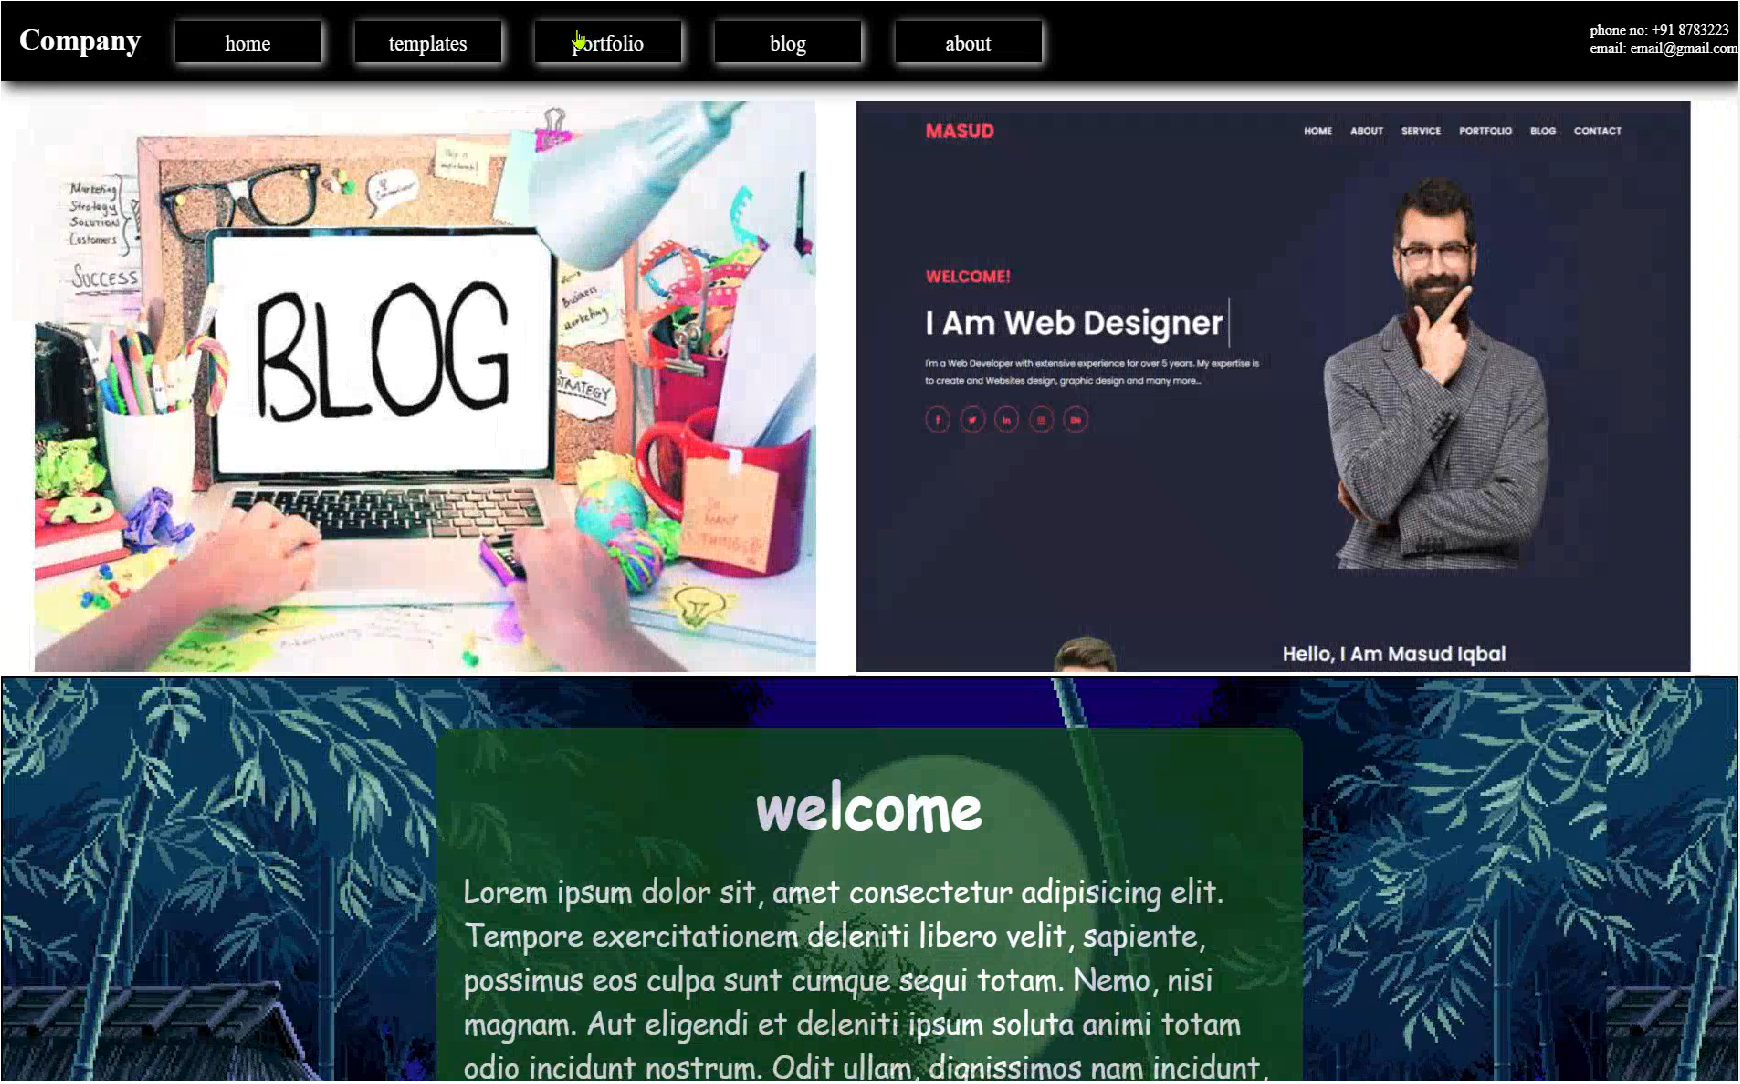 Company
home
templates
portfolio
blog
about
phone no: +91 8783223
email: email@gmail.com
Marketing
Strategy
SOLUTION
Customers
SUCCESS
BLOG
Business
Marketing
STRATEGY
SO
MANY
THINGS
MASUD
HOME ABOUT SERVICE PORTFOLIO BLOG CONTACT
WELCOME!
I Am Web Designer
I'm a Web Developer with extensive experience for over 5 years. My expertise is
to create and Websites design, graphic design and many more...
Hello, I Am Masud Iqbal
welcome
Lorem ipsum dolor sit, amet consectetur adipisicing elit.
Tempore exercitationem deleniti libero velit, sapiente,
possimus eos culpa sunt cumque sequi totam. Nemo, nisi
magnam. Aut eligendi et deleniti ipsum soluta animi totam
odio incidunt nostrum. Odit ullam, dignissimos nam incidunt,